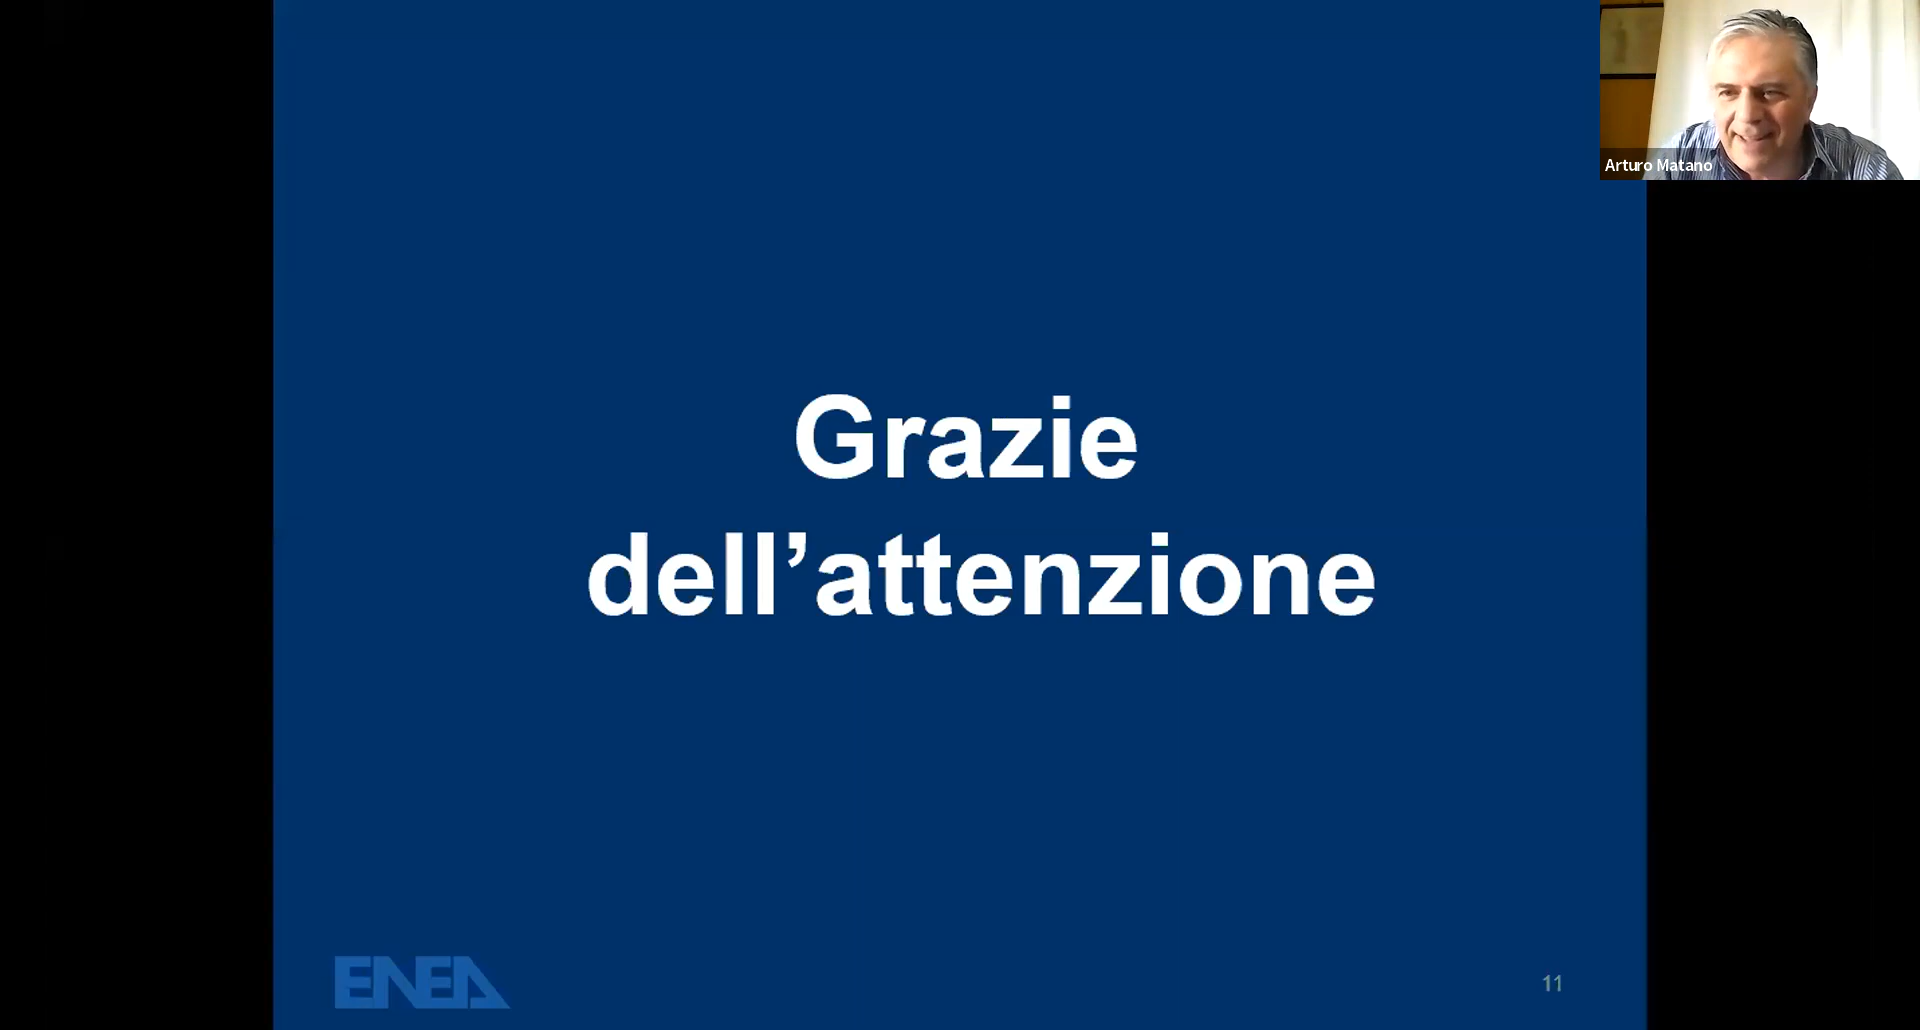 Arturo Matano
Grazie
dell’attenzione
ENEA
11